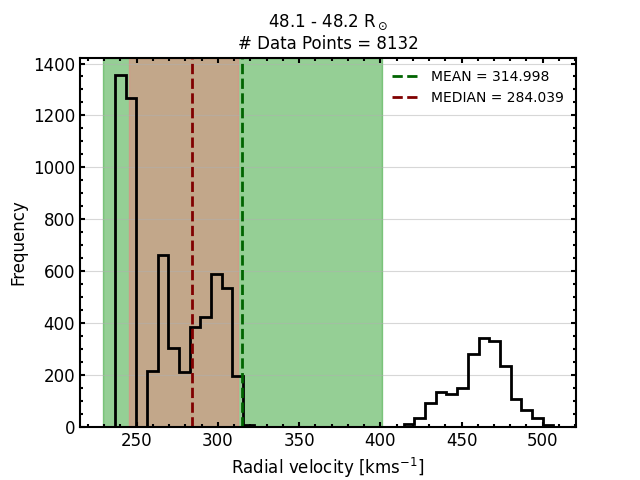 48.1 - 48.2 R⊙
# Data Points = 8132
MEAN = 314.998
MEDIAN = 284.039
1400
1200
1000
800
600
400
200
0
Frequency
250 300 350 400 450 500
Radial velocity [kms⁻¹]